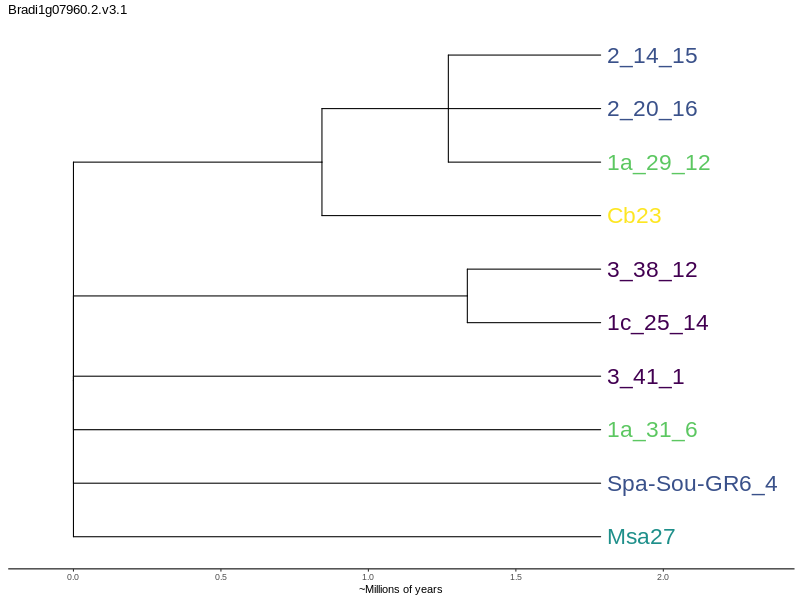 Bradi1g07960.2.v3.1
2_14_15
2_20_16
1a_29_12
Cb23
3_38_12
1c_25_14
3_41_1
1a_31_6
Spa-Sou-GR6_4
Msa27
0.0 0.5 1.0 1.5 2.0
~Millions of years